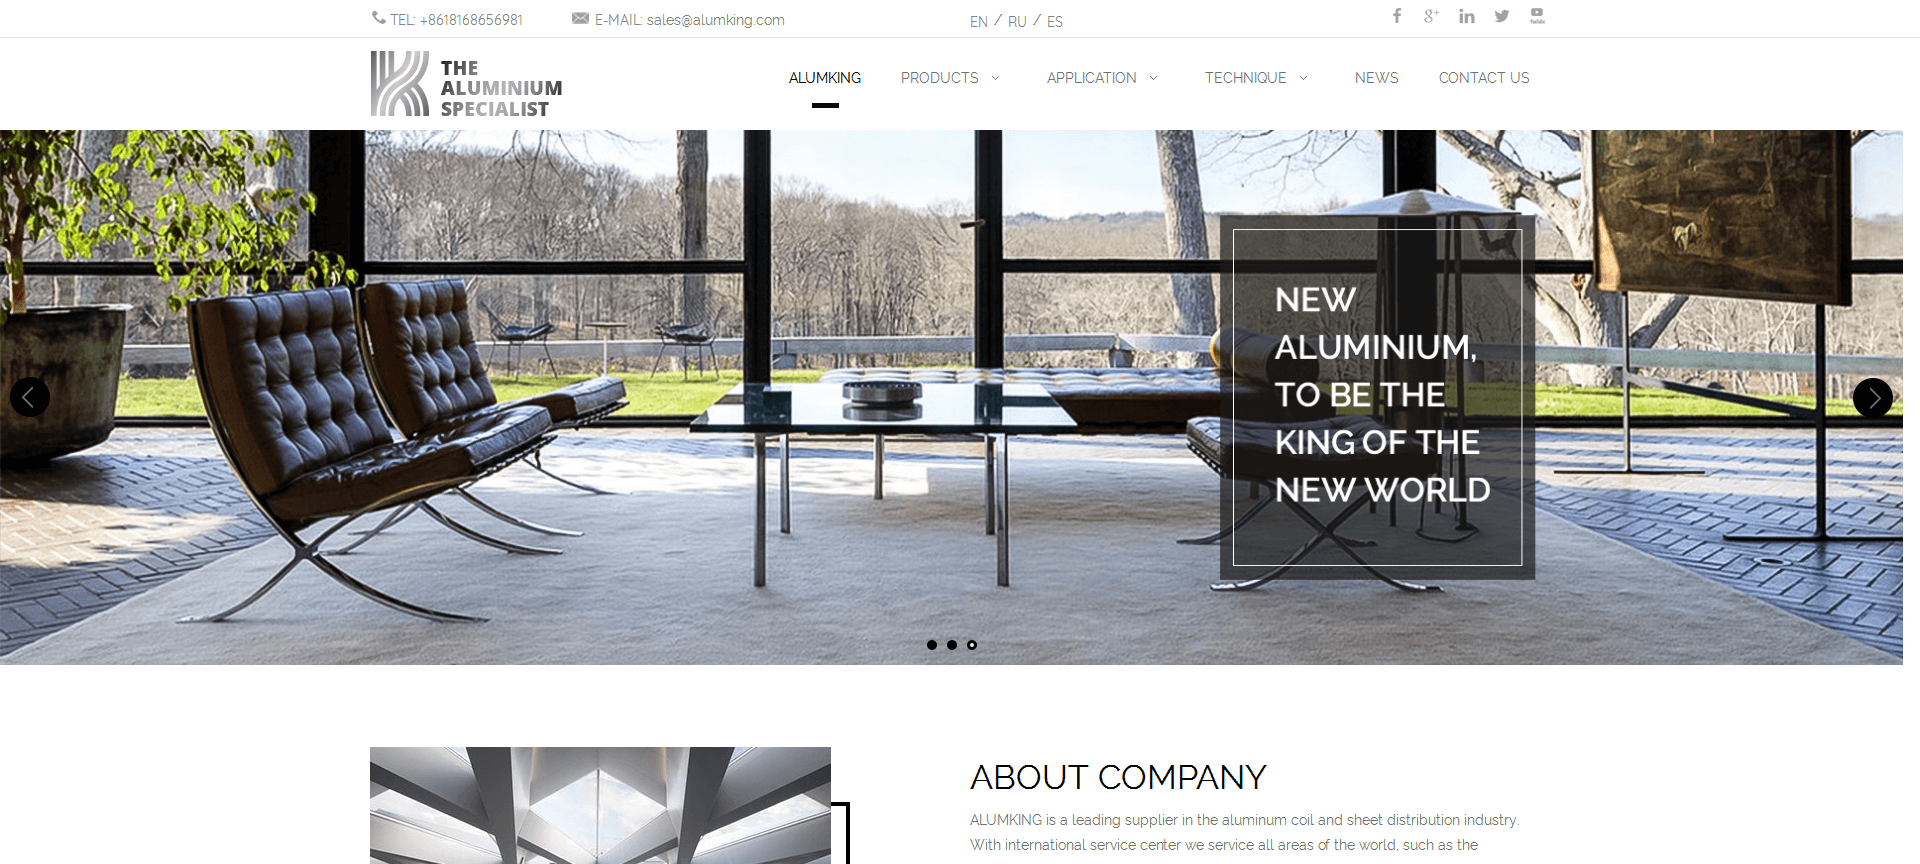 TEL: +8618168656981
E-MAIL: sales@alumking.com
EN / RU / ES
THE
ALUMINIUM
SPECIALIST
ALUMKING
PRODUCTS
APPLICATION
TECHNIQUE
NEWS
CONTACT US
NEW
ALUMINIUM,
TO BE THE
KING OF THE
NEW WORLD
ABOUT COMPANY
ALUMKING is a leading supplier in the aluminum coil and sheet distribution industry.
With international service center we service all areas of the world, such as the